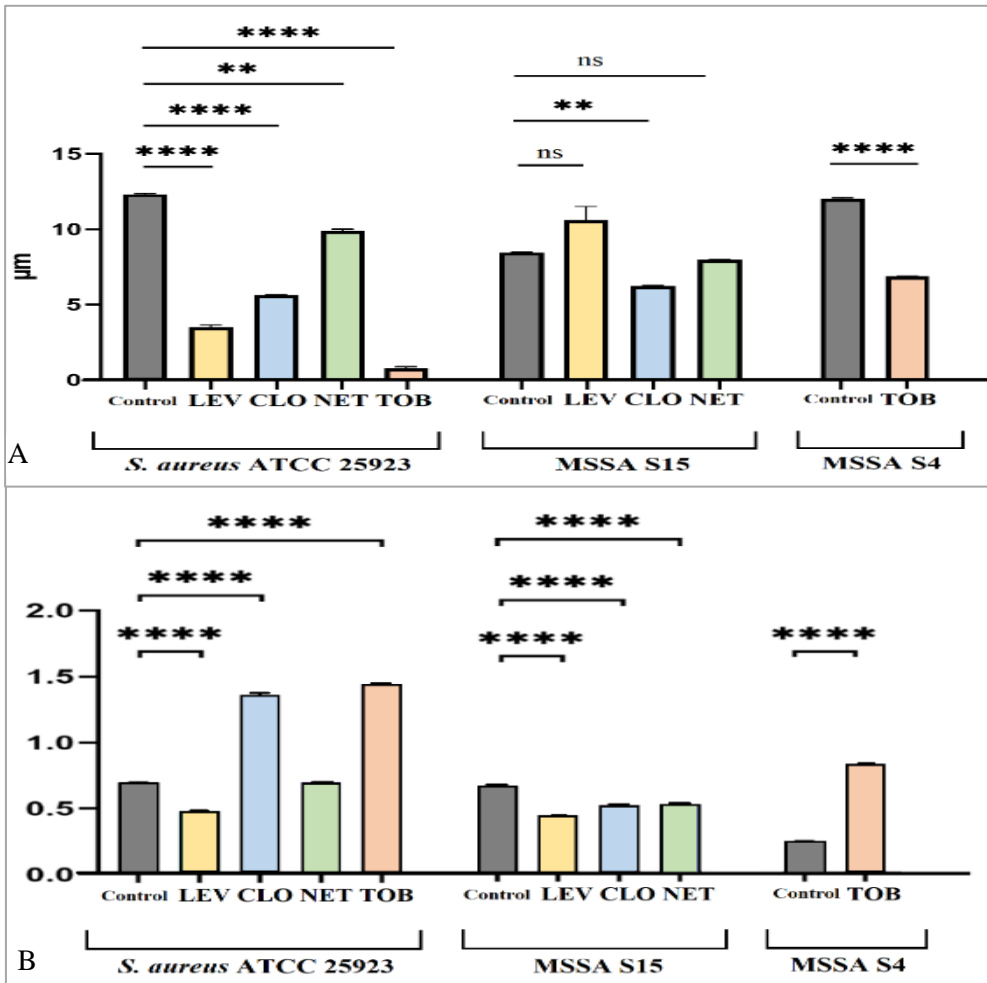 ****
**
****
****
ns
**
ns
****
15
10
5
0
µm
Control LEV CLO NET TOB
Control LEV CLO NET
Control TOB
A
S. aureus ATCC 25923
MSSA S15
MSSA S4
****
****
****
****
****
****
****
2.0
1.5
1.0
0.5
0.0
Control LEV CLO NET TOB
Control LEV CLO NET
Control TOB
B
S. aureus ATCC 25923
MSSA S15
MSSA S4